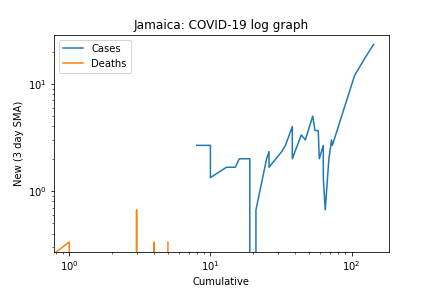 Jamaica: COVID-19 log graph
Cases
Deaths
New (3 day SMA)
10¹
10⁰
10⁰ 10¹ 10²
Cumulative